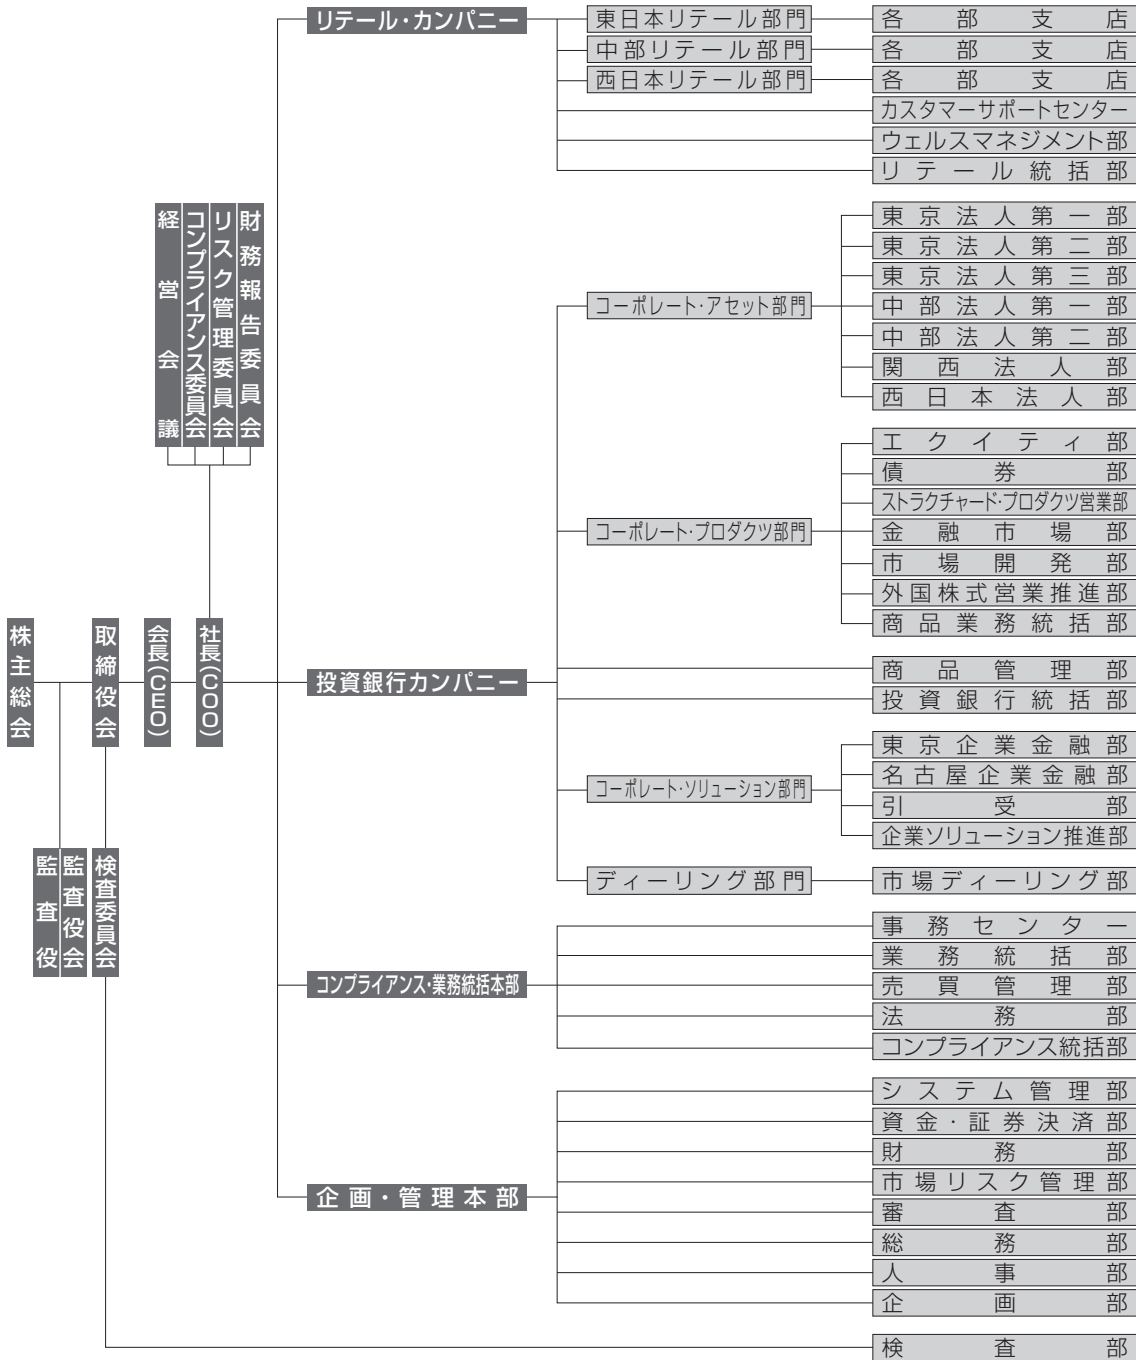 株主総会
監査役
監査役会
取締役会
検査委員会
会長(CEO)
社長(COO)
経営会議
コンプライアンス委員会
リスク管理委員会
財務報告委員会
リテール・カンパニー
東日本リテール部門
各部支店
中部リテール部門
各部支店
西日本リテール部門
各部支店
カスタマーサポートセンター
ウェルスマネジメント部
リテール統括部
投資銀行カンパニー
コーポレート・アセット部門
東京法人第一部
東京法人第二部
東京法人第三部
中部法人第一部
中部法人第二部
関西法人部
西日本法人部
コーポレート・プロダクツ部門
エクイティ部
債券部
ストラクチャード・プロダクツ営業部
金融市場部
市場開発部
外国株式営業推進部
商品業務統括部
商品管理部
投資銀行統括部
コーポレート・ソリューション部門
東京企業金融部
名古屋企業金融部
引受部
企業ソリューション推進部
ディーリング部門
市場ディーリング部
コンプライアンス・業務統括本部
事務センター
業務統括部
売買管理部
法務部
コンプライアンス統括部
企画・管理本部
システム管理部
資金・証券決済部
財務部
市場リスク管理部
審査部
総務部
人事部
企画部
検査部